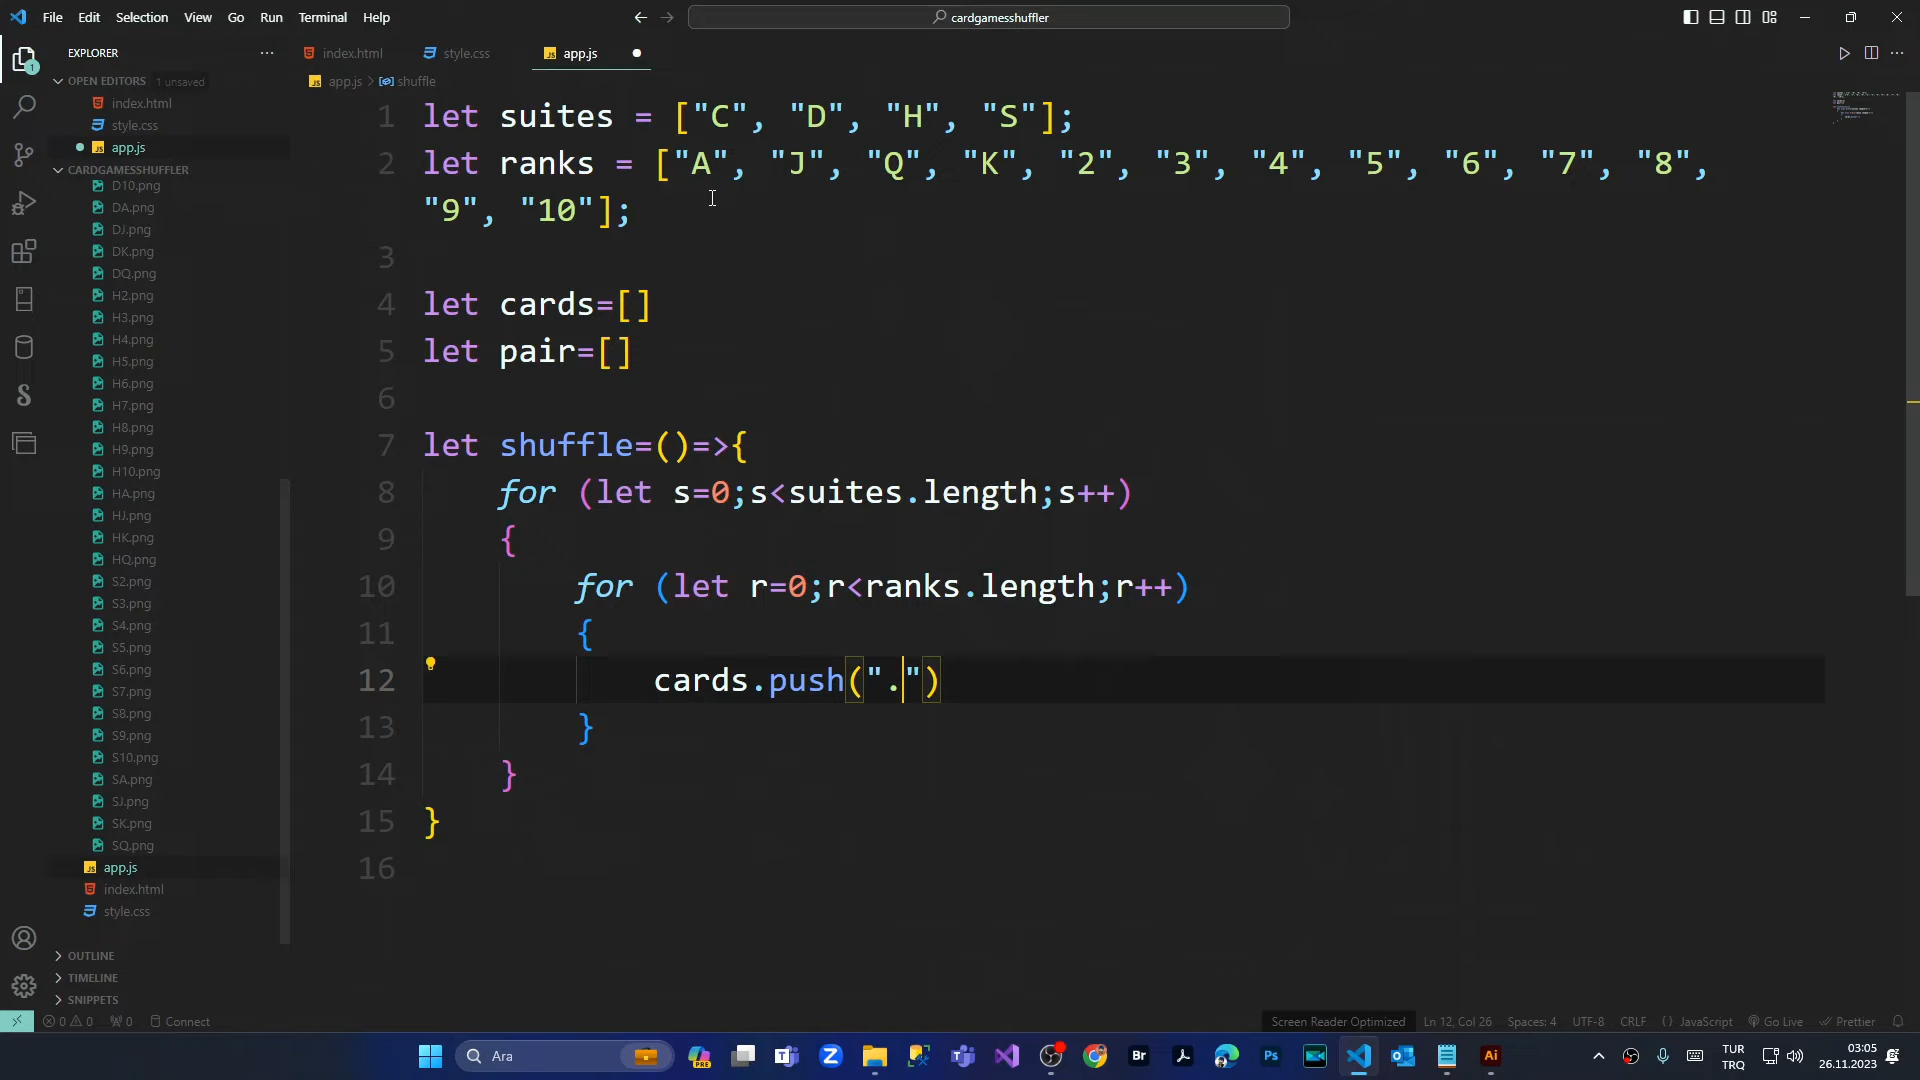 File Edit Selection View Go Run Terminal Help
cardgamesshuffler
EXPLORER
index.html style.css app.js
OPEN EDITORS 1 unsaved
app.js > shuffle
index.html
style.css
app.js
CARDGAMESSHUFFLER
D10.png
DA.png
DJ.png
DK.png
DQ.png
H2.png
H3.png
H4.png
H5.png
H6.png
H7.png
H8.png
H9.png
H10.png
HA.png
HJ.png
HK.png
HQ.png
S2.png
S3.png
S4.png
S5.png
S6.png
S7.png
S8.png
S9.png
S10.png
SA.png
SJ.png
SK.png
SQ.png
app.js
index.html
style.css
OUTLINE
TIMELINE
SNIPPETS
1 let suites = ["C", "D", "H", "S"];
2 let ranks = ["A", "J", "Q", "K", "2", "3", "4", "5", "6", "7", "8",
"9", "10"];
3
4 let cards=[]
5 let pair=[]
6
7 let shuffle=()=>{
8 for (let s=0;s<suites.length;s++)
9 {
10 for (let r=0;r<ranks.length;r++)
11 {
12 cards.push(".")
13 }
14 }
15 }
16
0 0 0 Connect
Screen Reader Optimized Ln 12, Col 26 Spaces: 4 UTF-8 CRLF {} JavaScript Go Live Prettier
Ara
TUR
TRQ
03:05
26.11.2023